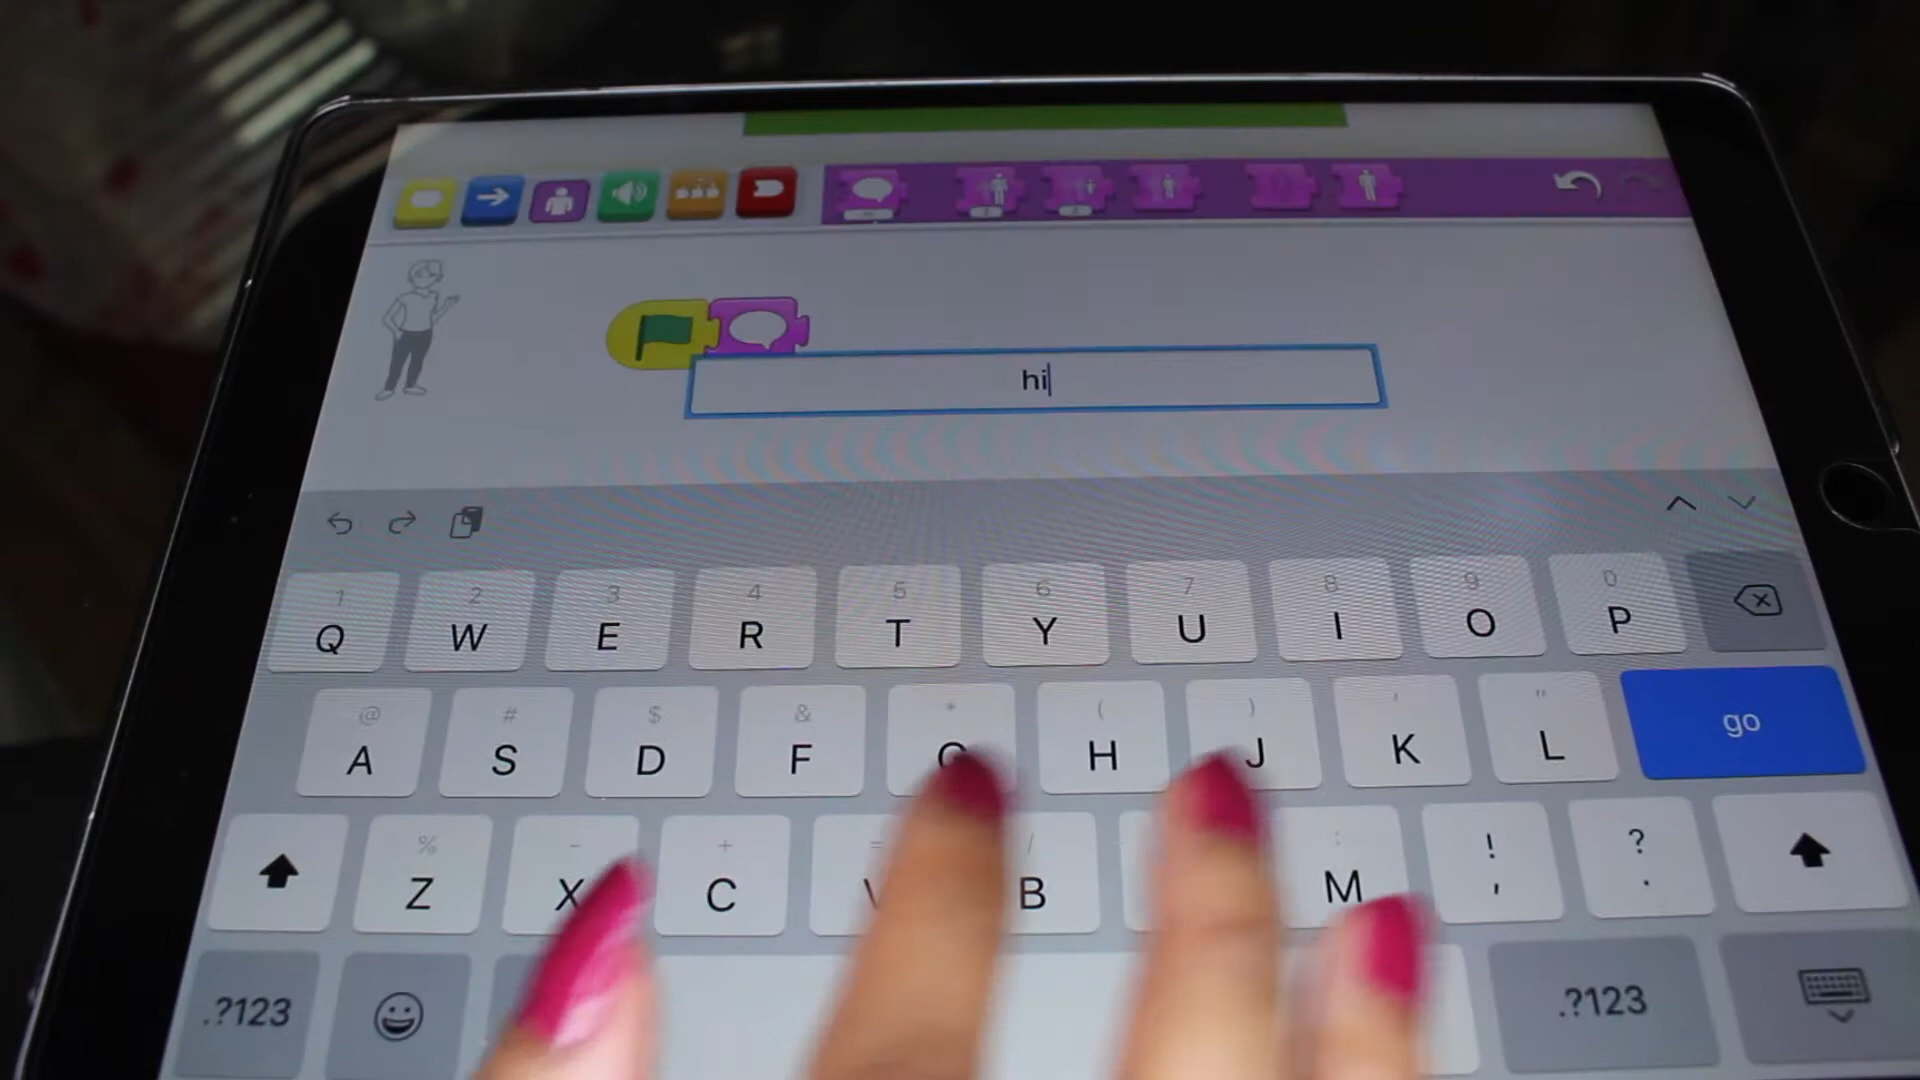 hi
1 2 3 4 5 6 7 8 9 0
Q W E R T Y U I O P
@ # $ & * ( ) ' "
A S D F G H J K L go
% - + = / :
Z X C V B M ! , ? .
.?123 .?123